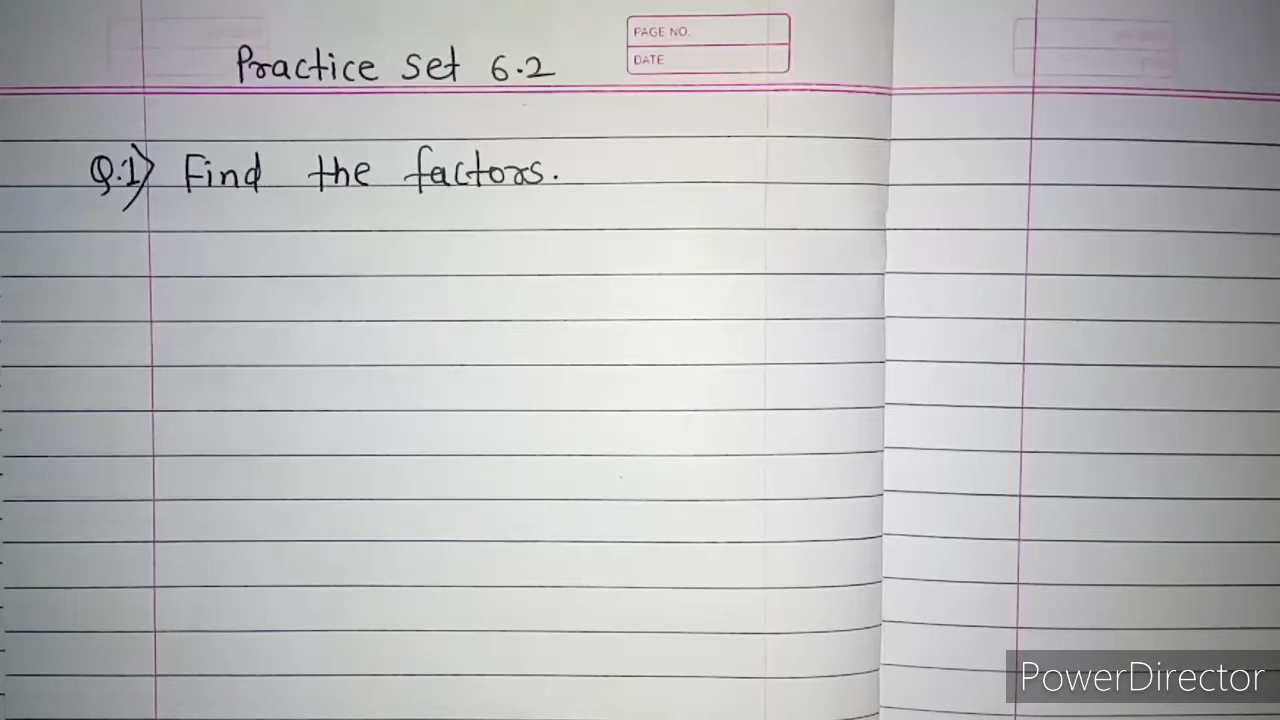 PAGE NO.
Practice set 6.2
DATE
Q.1) Find the factors.
PowerDirector